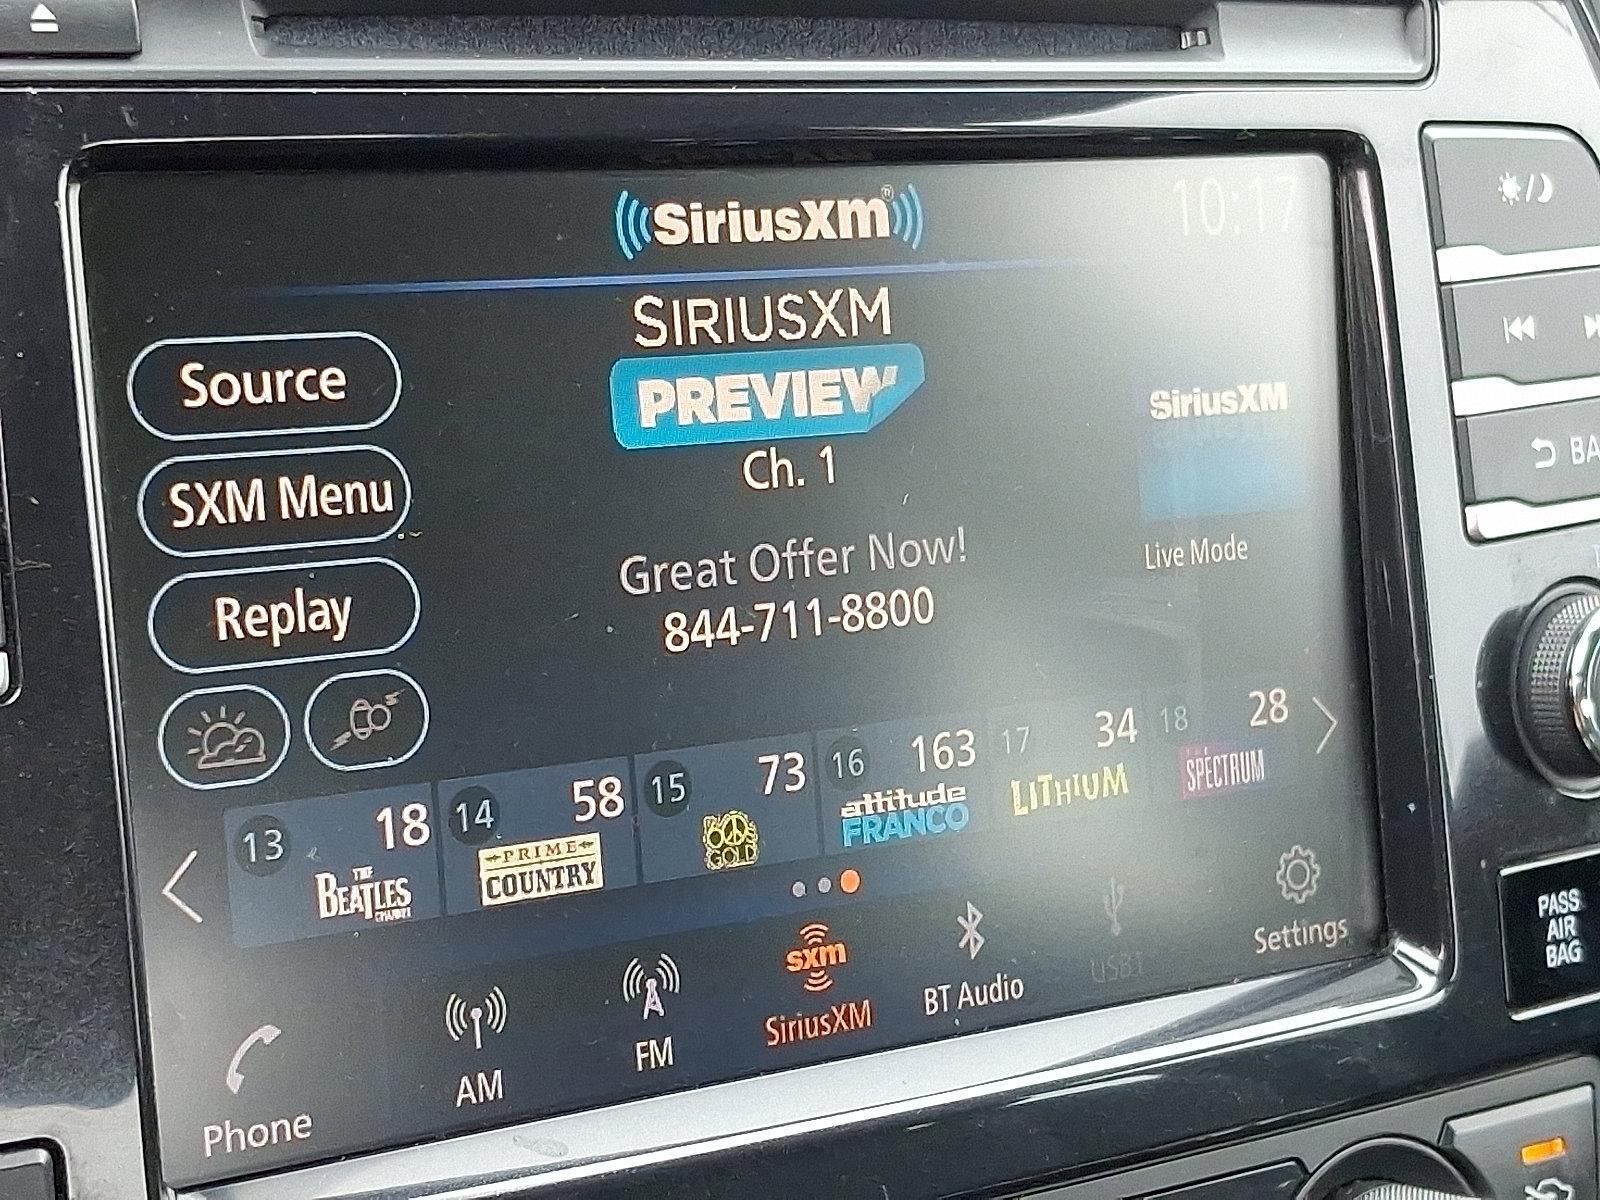 SiriusXm
10:17
SIRIUSXM
PREVIEW
Ch. 1
Great Offer Now!
844-711-8800
Source
SXM Menu
Replay
SiriusXM
Live Mode
13 18
THE
BEATLES
CHANNEL
14 58
PRIME
COUNTRY
15 73
60s
GOLD
16 163
attitude
FRANCO
17 34
LITHIUM
18 28
SPECTRUM
Phone
AM
FM
sxm
SiriusXM
BT Audio
USB1
Settings
BA
PASS
AIR
BAG